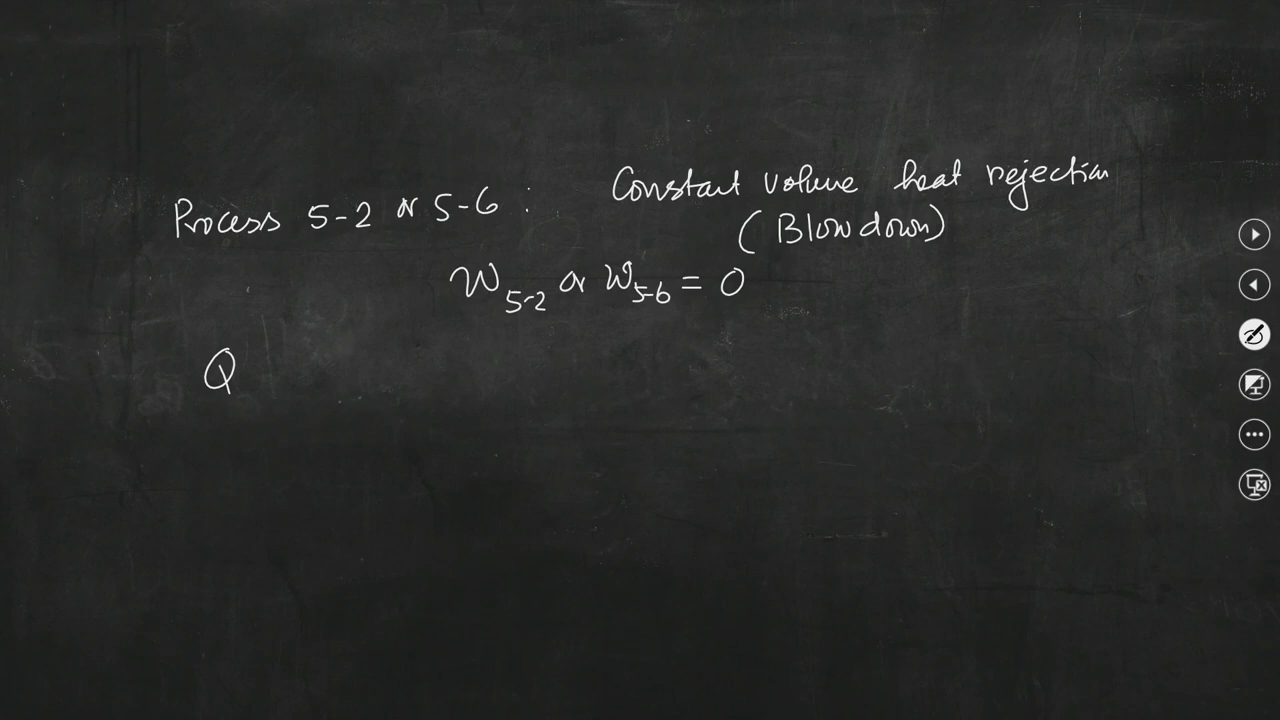 Process 5-2 or 5-6 : Constant volume heat rejection
(Blowdown)
W5-2 or W5-6 = 0
Q